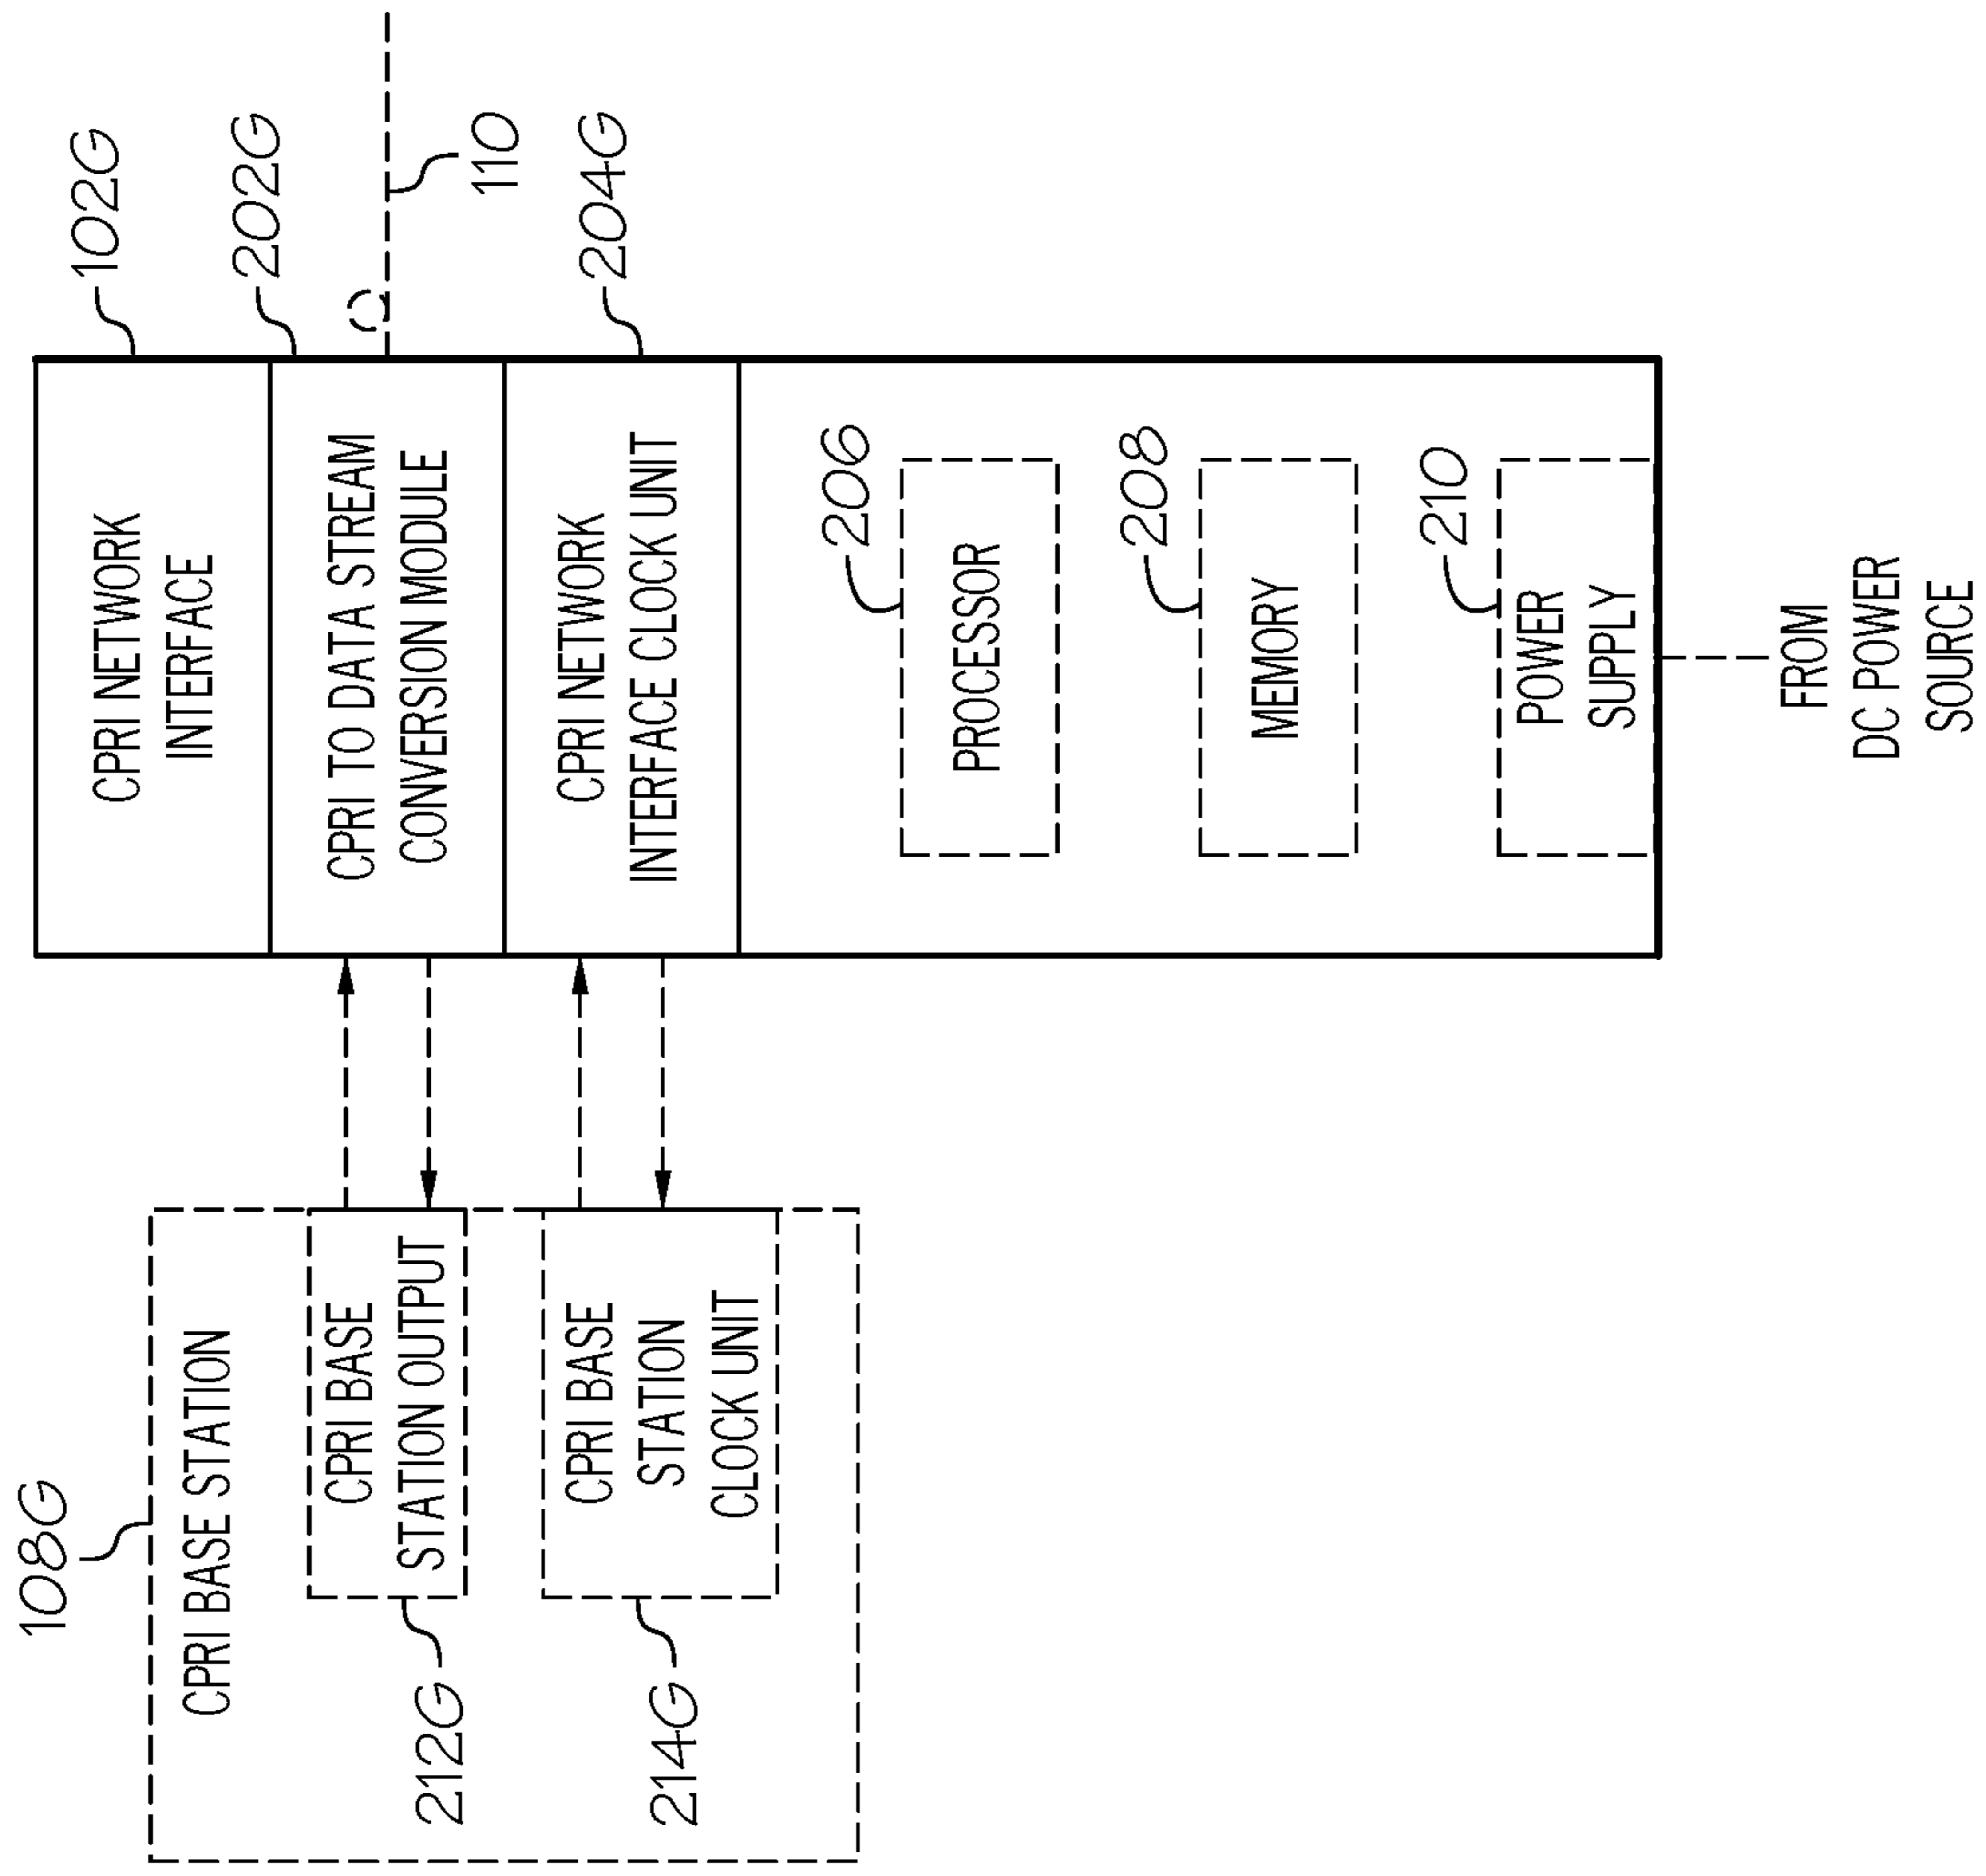 108G
CPRI BASE STATION
212G
CPRI BASE
STATION OUTPUT
214G
CPRI BASE
STATION
CLOCK UNIT
102G
CPRI NETWORK
INTERFACE
202G
CPRI TO DATA STREAM
CONVERSION MODULE
110
204G
CPRI NETWORK
INTERFACE CLOCK UNIT
206
PROCESSOR
208
MEMORY
210
POWER
SUPPLY
FROM
DC POWER
SOURCE